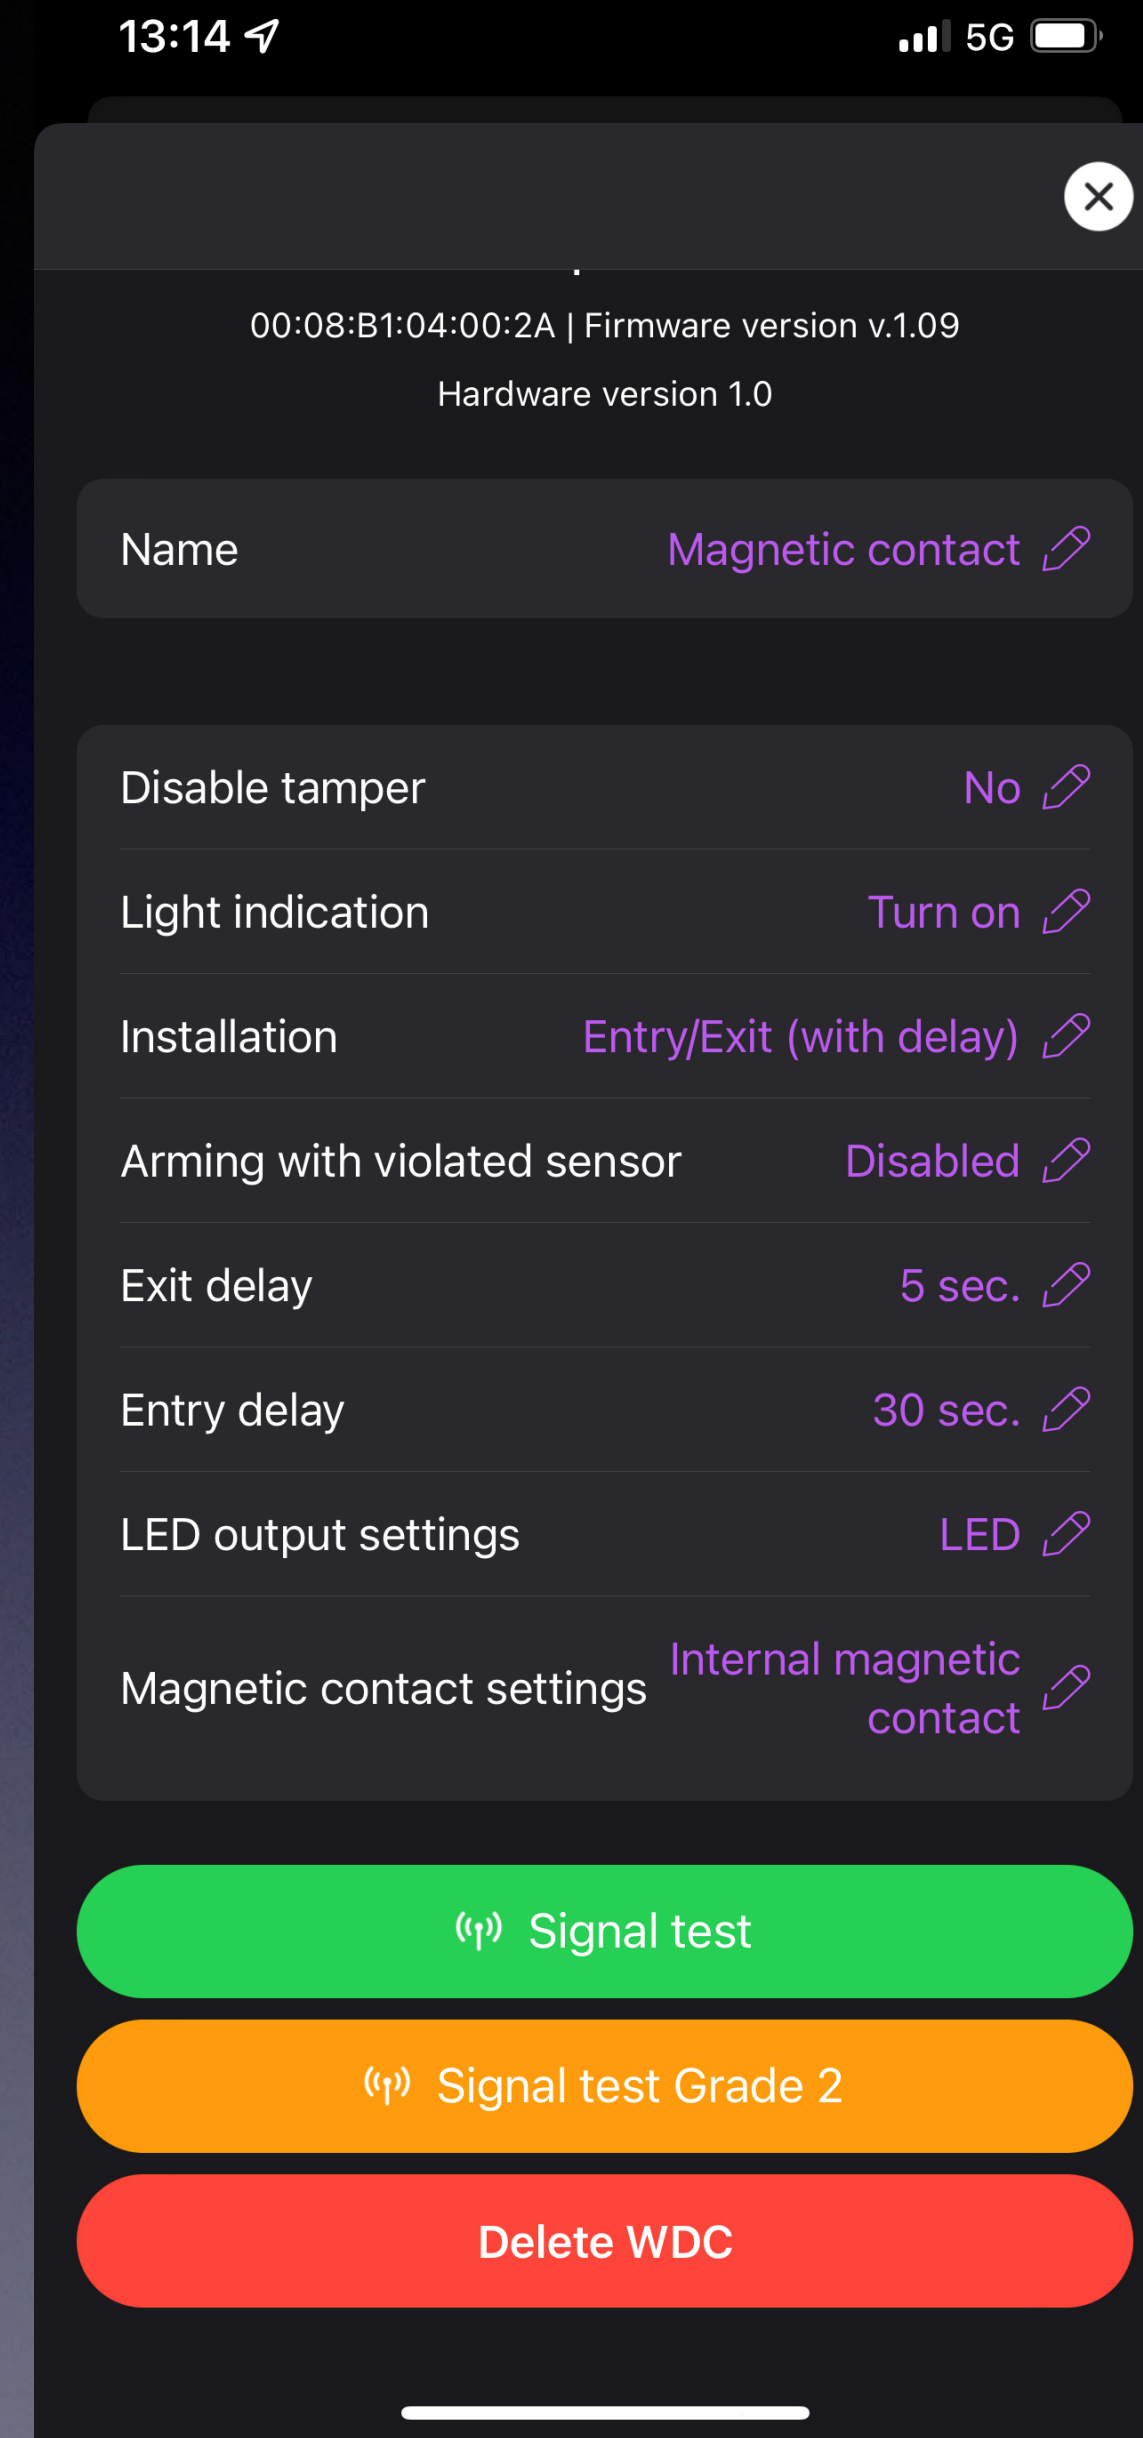 13:14
5G
00:08:B1:04:00:2A | Firmware version v.1.09
Hardware version 1.0
Name Magnetic contact
Disable tamper No
Light indication Turn on
Installation Entry/Exit (with delay)
Arming with violated sensor Disabled
Exit delay 5 sec.
Entry delay 30 sec.
LED output settings LED
Magnetic contact settings Internal magnetic
contact
Signal test
Signal test Grade 2
Delete WDC